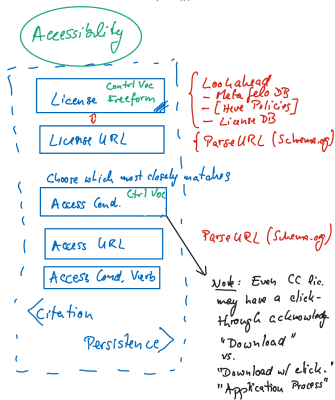 Accessibility
Contrl Voc
License Freeform
License URL
Lookahead
- Metafelo DB
- [Have Policies]
- License DB
ParseURL (Schema.org)
Choose which most closely matches
Ctrl Voc
Access Cond.
Access URL
ParseURL (Schema.org)
Access Cond. Verb
Citation
Persistence
Note: Even CC lic.
may have a click-
through acknowledg.
"Download"
vs.
"Download w/ click."
"Application Process"